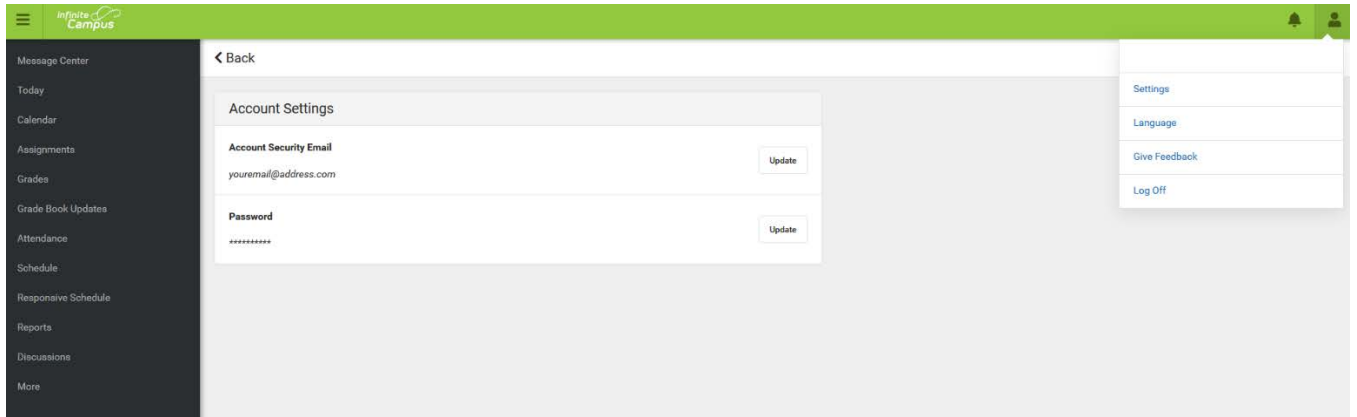 Infinite
Campus
Message Center
Today
Calendar
Assignments
Grades
Grade Book Updates
Attendance
Schedule
Responsive Schedule
Reports
Discussions
More
Back
Account Settings
Account Security Email
youremail@address.com
Update
Password
**********
Update
Settings
Language
Give Feedback
Log Off